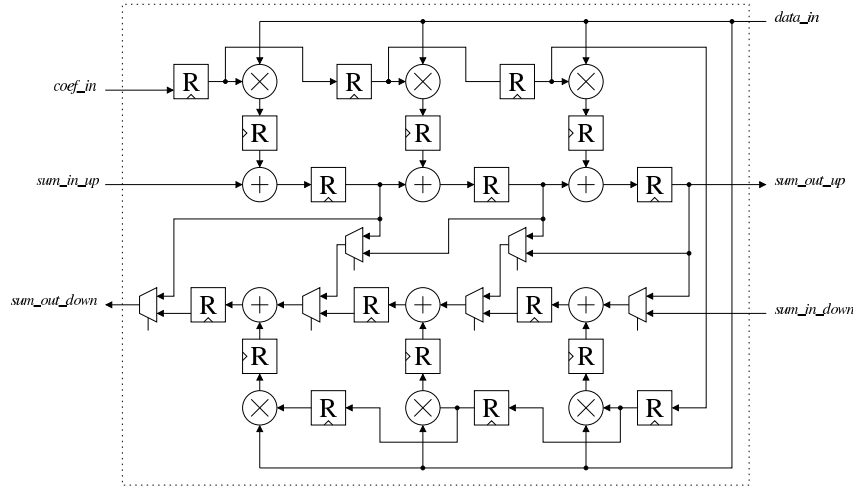 data_in
R
R
R
coef_in
R
R
R
sum_in_up
R
R
R
sum_out_up
sum_out_down
R
R
R
sum_in_down
R
R
R
R
R
R